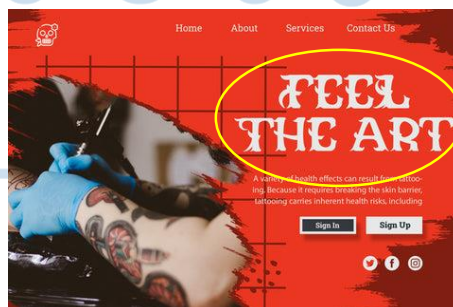 Home About Services Contact Us
FEEL
THE ART
A variety of health effects can result from tattoo-
ing. Because it requires breaking the skin barrier,
tattooing carries inherent health risks, including
Sign In Sign Up